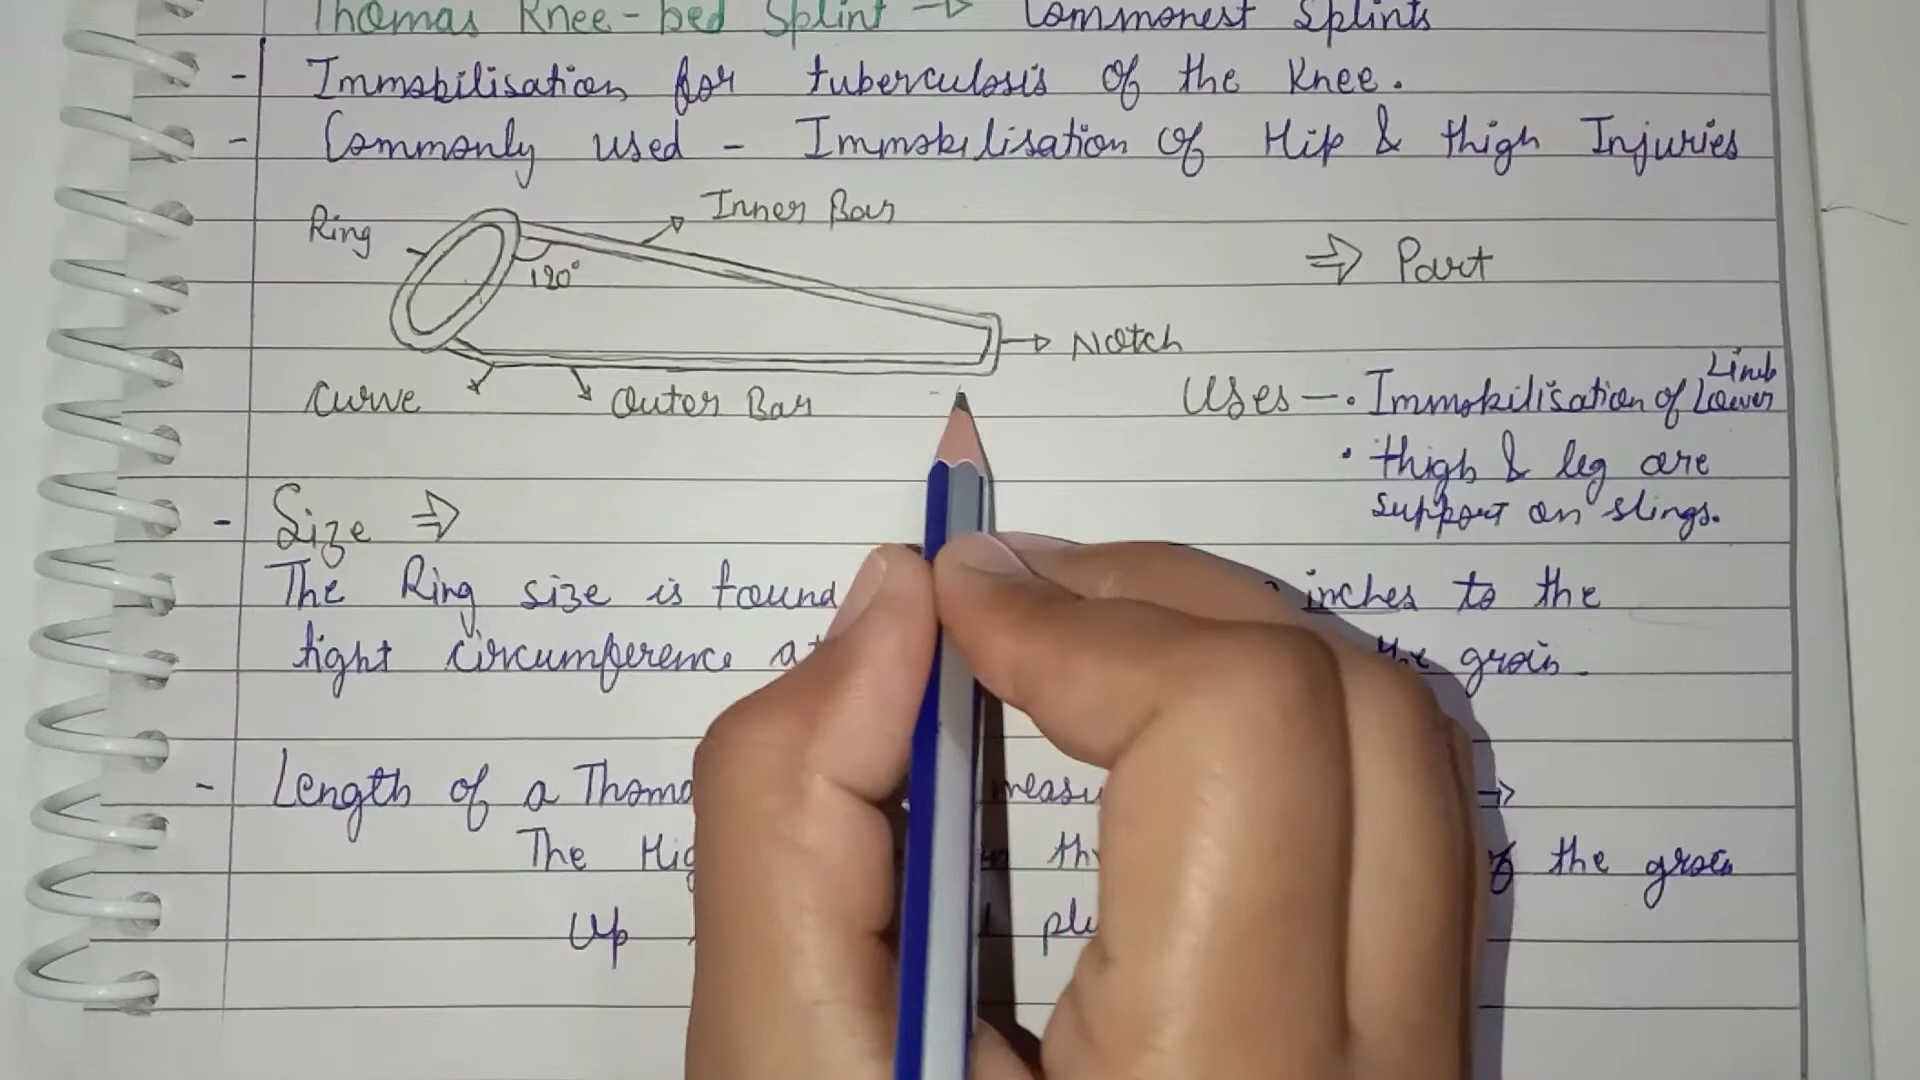 Thomas Knee-bed Splint → Commonest Splints
- Immobilisation for tuberculosis of the Knee.
- Commonly used - Immobilisation of Hip & thigh Injuries
Inner Bar
Ring
120°
⇒ Part
Notch
Curve
Outer Bar
Uses - • Immobilisation of Lower Limb
• thigh & leg are
support on slings.
- Size ⇒
The Ring size is found inches to the
tight circumference at the groin.
- Length of a →
The the groin
Up